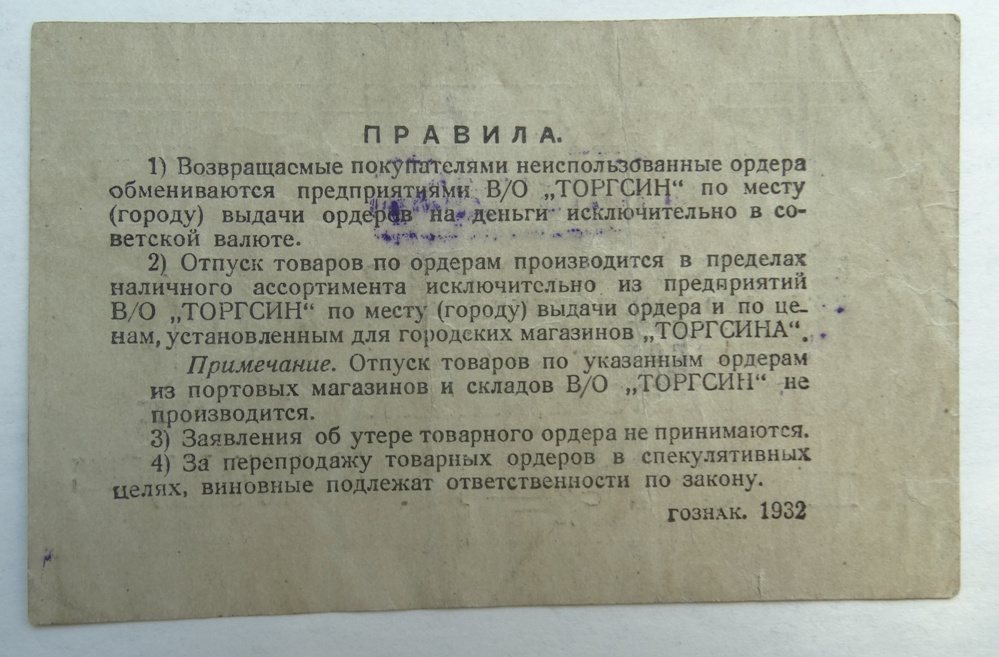 ПРАВИЛА.
1) Возвращаемые покупателями неиспользованные ордера
обмениваются предприятиями В/О „ТОРГСИН“ по месту
(городу) выдачи ордеров на деньги исключительно в со-
ветской валюте.
2) Отпуск товаров по ордерам производится в пределах
наличного ассортимента исключительно из предприятий
В/О „ТОРГСИН“ по месту (городу) выдачи ордера и по це-
нам, установленным для городских магазинов „ТОРГСИНА“.
Примечание. Отпуск товаров по указанным ордерам
из портовых магазинов и складов В/О „ТОРГСИН“ не
производится.
3) Заявления об утере товарного ордера не принимаются.
4) За перепродажу товарных ордеров в спекулятивных
целях, виновные подлежат ответственности по закону.
ГОЗНАК. 1932